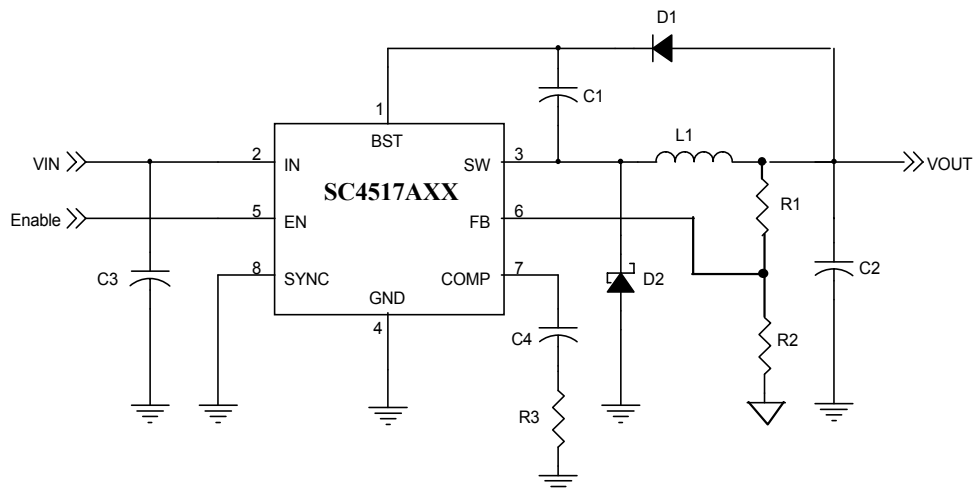 D1
C1
1
BST
L1
VIN
2
IN
SW
3
VOUT
SC4517AXX
R1
Enable
5
EN
FB
6
C3
8
SYNC
COMP
7
D2
C2
GND
4
C4
R2
R3